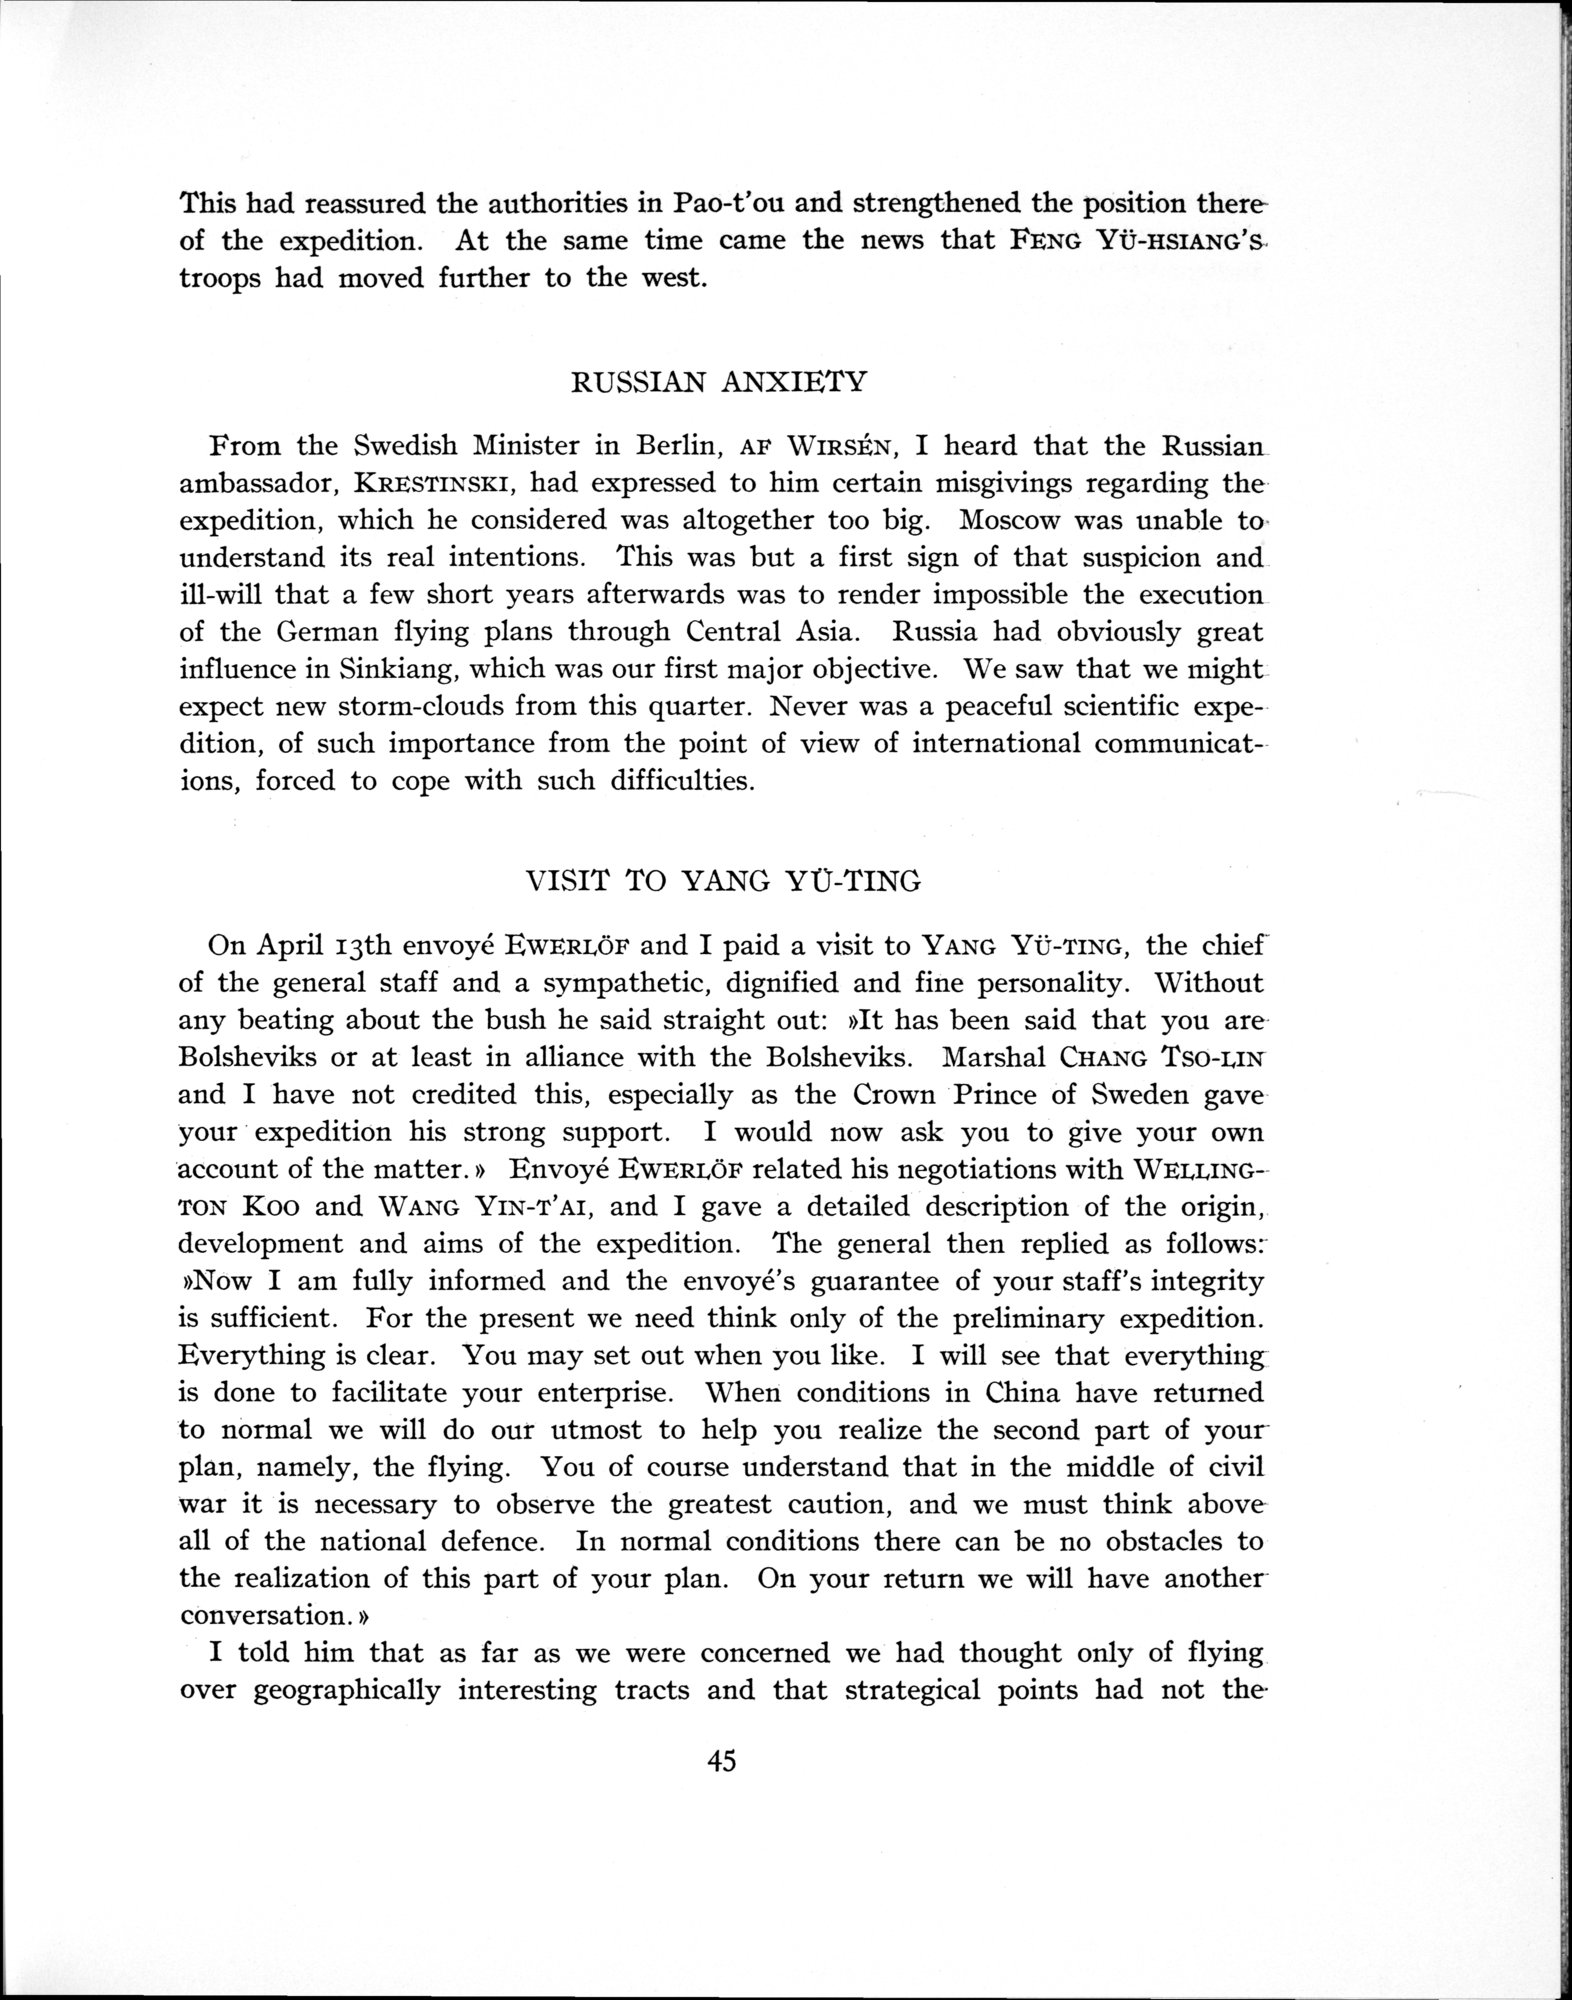 This had reassured the authorities in Pao-t’ou and strengthened the position there
of the expedition. At the same time came the news that FENG YÜ-HSIANG’S
troops had moved further to the west.
RUSSIAN ANXIETY
From the Swedish Minister in Berlin, AF WIRSÉN, I heard that the Russian
ambassador, KRESTINSKI, had expressed to him certain misgivings regarding the
expedition, which he considered was altogether too big. Moscow was unable to
understand its real intentions. This was but a first sign of that suspicion and
ill-will that a few short years afterwards was to render impossible the execution
of the German flying plans through Central Asia. Russia had obviously great
influence in Sinkiang, which was our first major objective. We saw that we might
expect new storm-clouds from this quarter. Never was a peaceful scientific expe-
dition, of such importance from the point of view of international communicat-
ions, forced to cope with such difficulties.
VISIT TO YANG YÜ-TING
On April 13th envoyé EWERLÖF and I paid a visit to YANG YÜ-TING, the chief
of the general staff and a sympathetic, dignified and fine personality. Without
any beating about the bush he said straight out: »It has been said that you are
Bolsheviks or at least in alliance with the Bolsheviks. Marshal CHANG TSO-LIN
and I have not credited this, especially as the Crown Prince of Sweden gave
your expedition his strong support. I would now ask you to give your own
account of the matter.» Envoyé EWERLÖF related his negotiations with WELLING-
TON KOO and WANG YIN-T’AI, and I gave a detailed description of the origin,
development and aims of the expedition. The general then replied as follows:
»Now I am fully informed and the envoyé’s guarantee of your staff’s integrity
is sufficient. For the present we need think only of the preliminary expedition.
Everything is clear. You may set out when you like. I will see that everything
is done to facilitate your enterprise. When conditions in China have returned
to normal we will do our utmost to help you realize the second part of your
plan, namely, the flying. You of course understand that in the middle of civil
war it is necessary to observe the greatest caution, and we must think above
all of the national defence. In normal conditions there can be no obstacles to
the realization of this part of your plan. On your return we will have another
conversation.»
I told him that as far as we were concerned we had thought only of flying
over geographically interesting tracts and that strategical points had not the
45